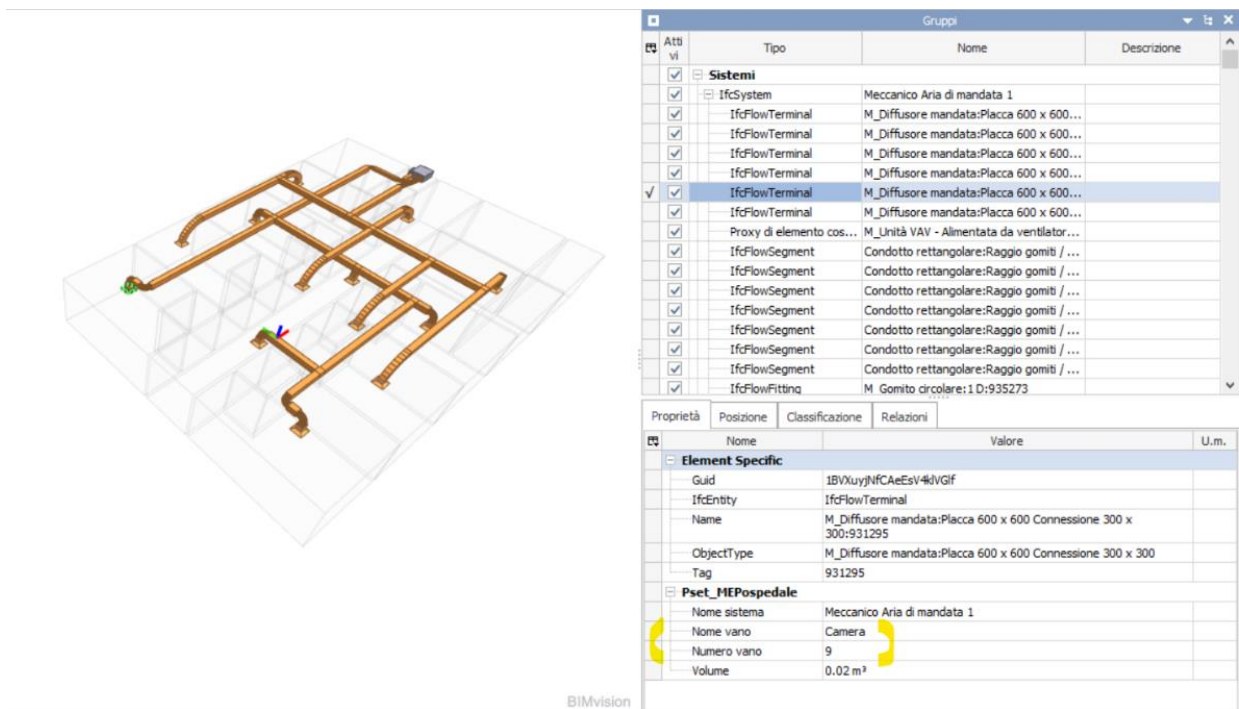 Gruppi
Atti vi Tipo Nome Descrizione
Sistemi
IfcSystem Meccanico Aria di mandata 1
IfcFlowTerminal M_Diffusore mandata:Placca 600 x 600...
IfcFlowTerminal M_Diffusore mandata:Placca 600 x 600...
IfcFlowTerminal M_Diffusore mandata:Placca 600 x 600...
IfcFlowTerminal M_Diffusore mandata:Placca 600 x 600...
√ IfcFlowTerminal M_Diffusore mandata:Placca 600 x 600...
IfcFlowTerminal M_Diffusore mandata:Placca 600 x 600...
Proxy di elemento cos... M_Unità VAV - Alimentata da ventilator...
IfcFlowSegment Condotto rettangolare:Raggio gomiti / ...
IfcFlowSegment Condotto rettangolare:Raggio gomiti / ...
IfcFlowSegment Condotto rettangolare:Raggio gomiti / ...
IfcFlowSegment Condotto rettangolare:Raggio gomiti / ...
IfcFlowSegment Condotto rettangolare:Raggio gomiti / ...
IfcFlowSegment Condotto rettangolare:Raggio gomiti / ...
IfcFlowSegment Condotto rettangolare:Raggio gomiti / ...
IfcFlowFitting M_Gomito circolare:1 D:935273
Proprietà Posizione Classificazione Relazioni
Nome Valore U.m.
Element Specific
Guid 1BVXuyjNfCAeEsV4klVGlf
IfcEntity IfcFlowTerminal
Name M_Diffusore mandata:Placca 600 x 600 Connessione 300 x
300:931295
ObjectType M_Diffusore mandata:Placca 600 x 600 Connessione 300 x 300
Tag 931295
Pset_MEPospedale
Nome sistema Meccanico Aria di mandata 1
Nome vano Camera
Numero vano 9
Volume 0.02 m³
BIMvision